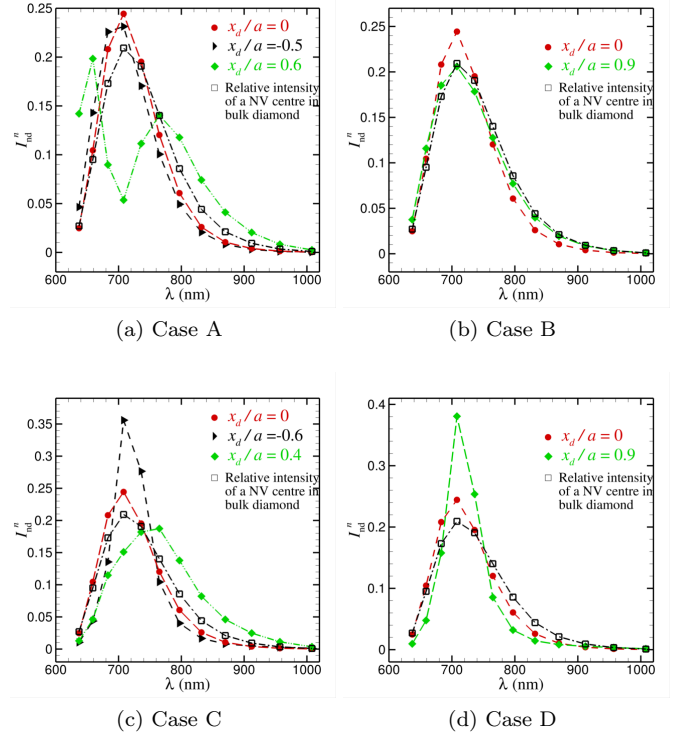 0.25
0.2
0.15
0.1
0.05
0
600 700 800 900 1000
λ (nm)
I_nd^n
x_d/a=0
x_d/a=-0.5
x_d/a=0.6
Relative intensity
of a NV centre in
bulk diamond
(a) Case A
0.25
0.2
0.15
0.1
0.05
0
600 700 800 900 1000
λ (nm)
I_nd^n
x_d/a=0
x_d/a=0.9
Relative intensity
of a NV centre in
bulk diamond
(b) Case B
0.35
0.3
0.25
0.2
0.15
0.1
0.05
0
600 700 800 900 1000
λ (nm)
I_nd^n
x_d/a=0
x_d/a=-0.6
x_d/a=0.4
Relative intensity
of a NV centre in
bulk diamond
(c) Case C
0.4
0.3
0.2
0.1
0
600 700 800 900 1000
λ (nm)
I_nd^n
x_d/a=0
x_d/a=0.9
Relative intensity
of a NV centre in
bulk diamond
(d) Case D